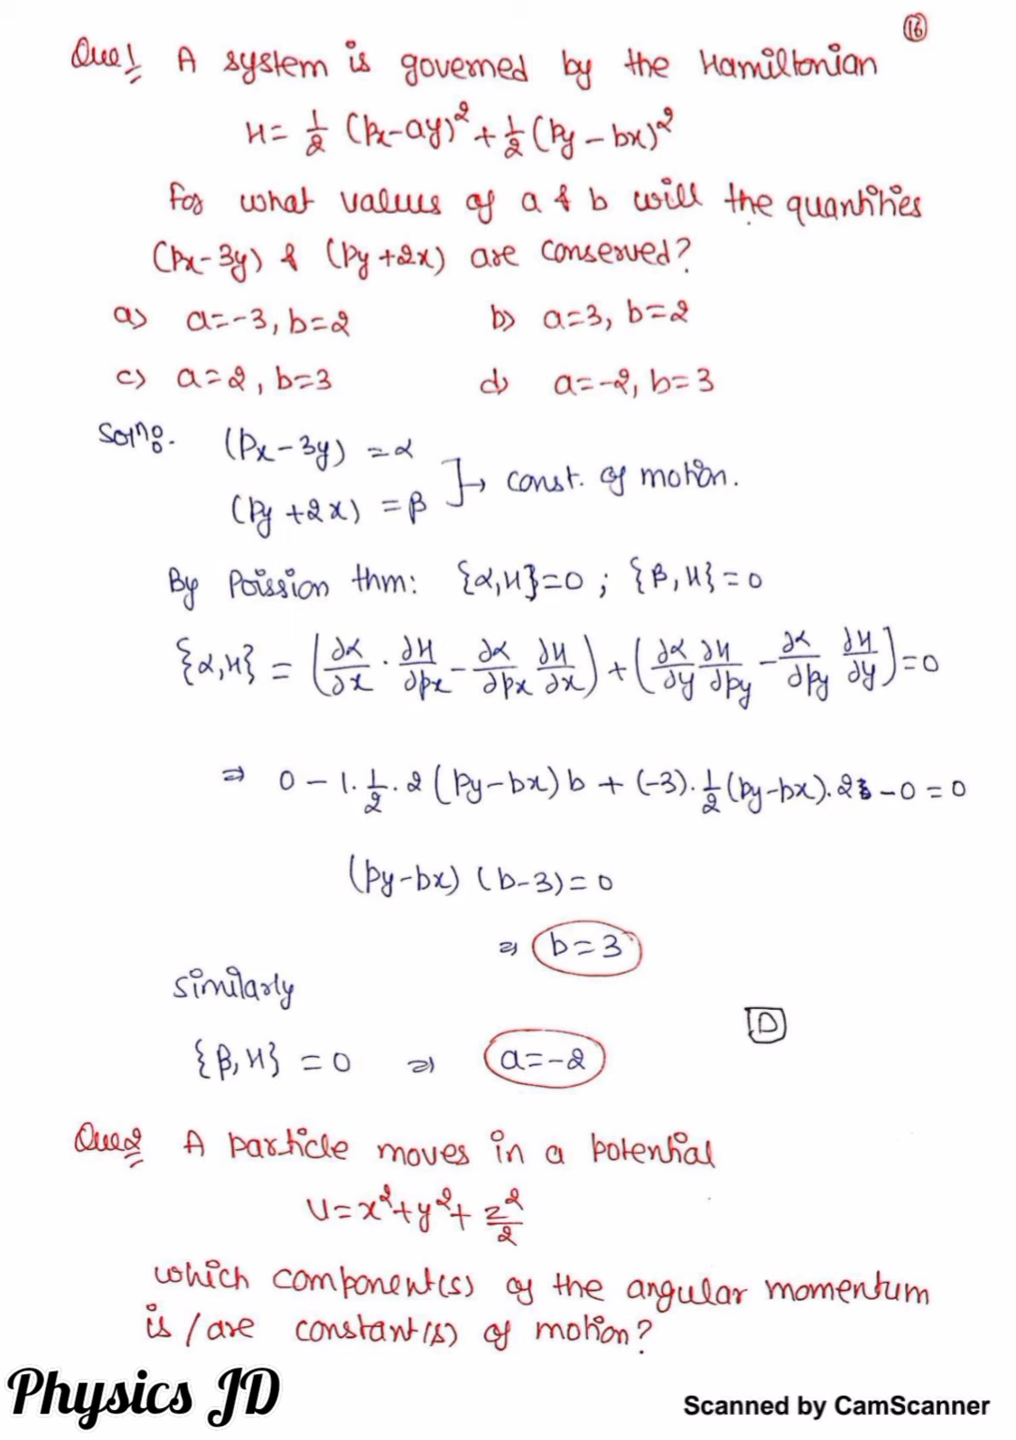 16
Que1 A system is governed by the Hamiltonian
H = 1/2 (px-ay)² + 1/2 (py - bx)²
For what values of a & b will the quantities
(px-3y) & (py+2x) are conserved?
a) a=-3, b=2 b) a=3, b=2
c) a=2, b=3 d) a=-2, b=3
Soln:. (px-3y) = α
(py+2x) = β ]→ const. of motion.
By Poission thm: {α,H}=0 ; {β,H}=0
{α,H} = (∂α/∂x · ∂H/∂px - ∂α/∂px ∂H/∂x) + (∂α/∂y ∂H/∂py - ∂α/∂py ∂H/∂y) = 0
⇒ 0 - 1. 1/2 . 2 (py-bx) b + (-3). 1/2 (py-bx). 2 - 0 = 0
(py-bx) (b-3) = 0
⇒ b=3
Similarly
D
{β,H} = 0 ⇒ a=-2
Que2 A particle moves in a potential
U = x²+y²+ z²/2
which component(s) of the angular momentum
is / are constant(s) of motion?
Physics JD
Scanned by CamScanner